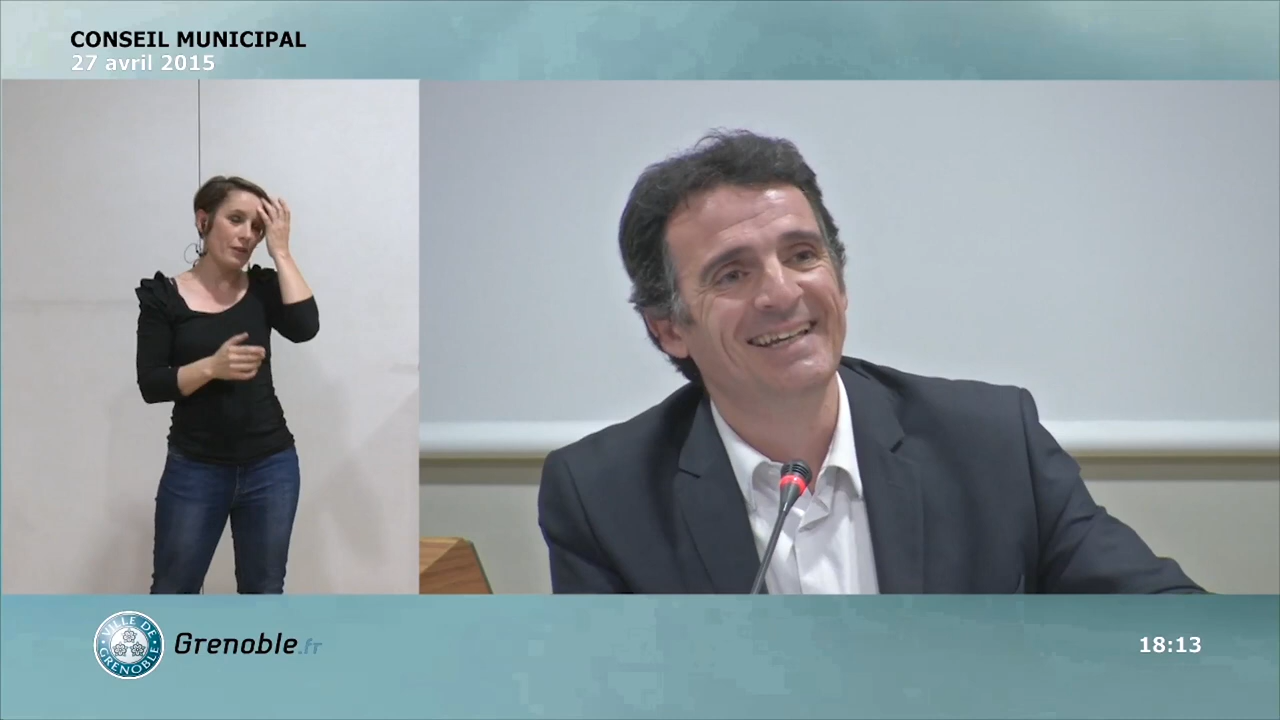 CONSEIL MUNICIPAL
27 avril 2015
VILLE DE
GRENOBLE
Grenoble.fr
18:13